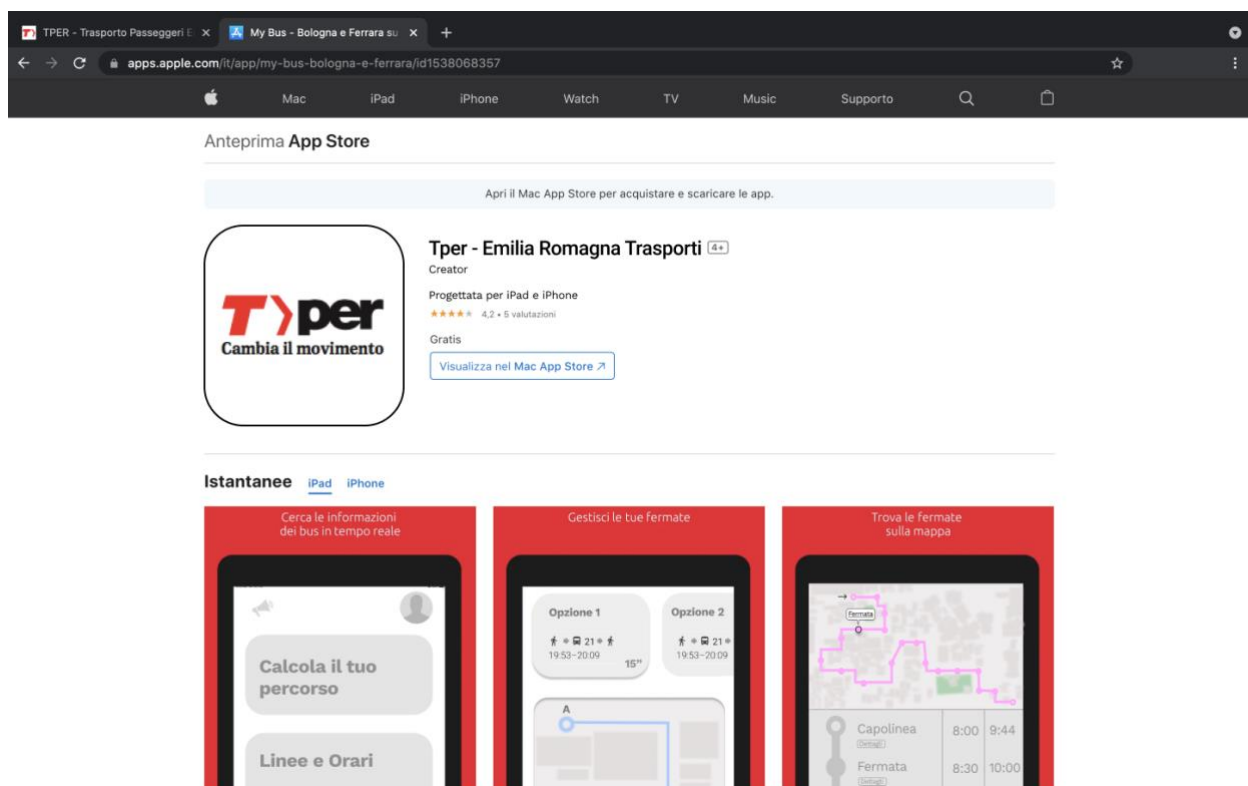 TPER - Trasporto Passeggeri E
My Bus - Bologna e Ferrara su
apps.apple.com/it/app/my-bus-bologna-e-ferrara/id1538068357
Mac iPad iPhone Watch TV Music Supporto
Anteprima App Store
Apri il Mac App Store per acquistare e scaricare le app.
T>per
Cambia il movimento
Tper - Emilia Romagna Trasporti 4+
Creator
Progettata per iPad e iPhone
4,2 • 5 valutazioni
Gratis
Visualizza nel Mac App Store ↗
Istantanee iPad iPhone
Cerca le informazioni
dei bus in tempo reale
Calcola il tuo
percorso
Linee e Orari
Gestisci le tue fermate
Opzione 1
21
19:53-20:09
15"
Opzione 2
21
19:53-20:09
A
Trova le fermate
sulla mappa
Fermata
Capolinea 8:00 9:44
Dettagli
Fermata 8:30 10:00
Dettagli